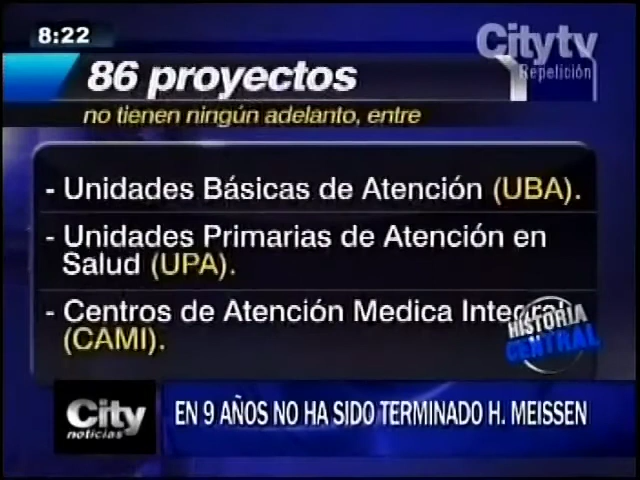 8:22
Citytv
Repetición
86 proyectos
no tienen ningún adelanto, entre
- Unidades Básicas de Atención (UBA).
- Unidades Primarias de Atención en
Salud (UPA).
- Centros de Atención Medica Integral
(CAMI).
HISTORIA
CENTRAL
City
noticias
EN 9 AÑOS NO HA SIDO TERMINADO H. MEISSEN